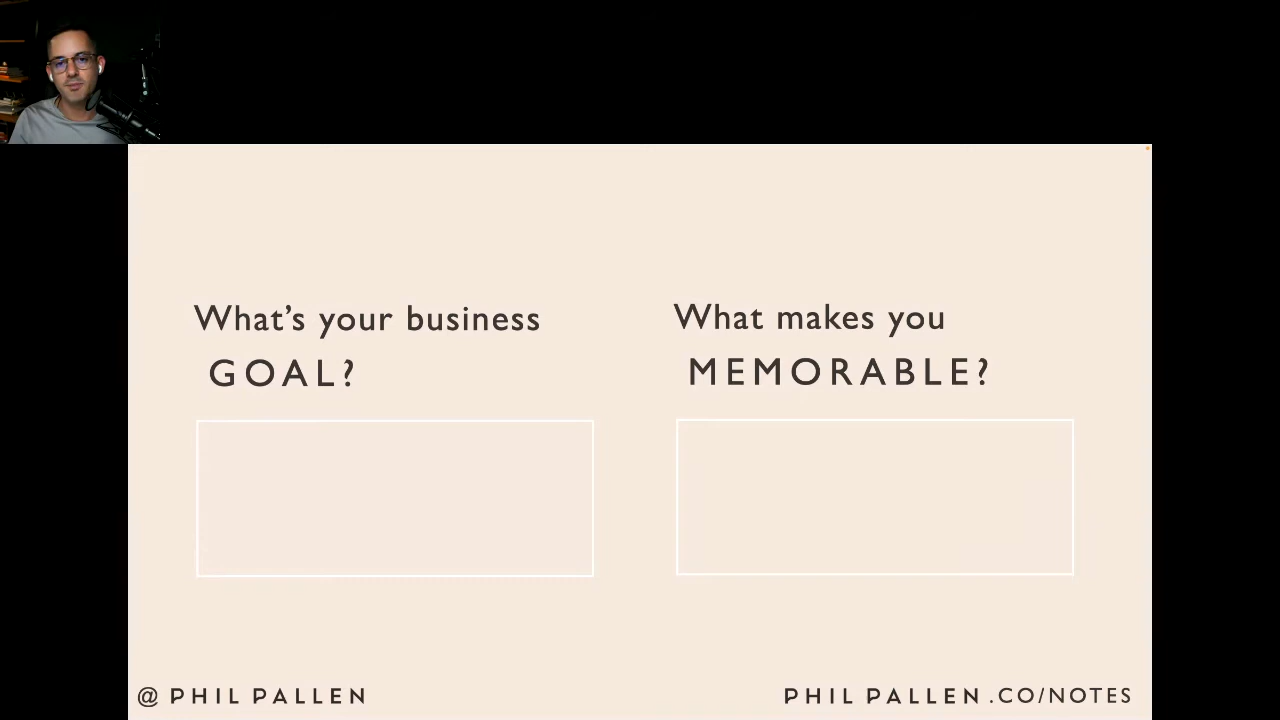 What's your business
GOAL?
What makes you
MEMORABLE?
@PHIL PALLEN
PHIL PALLEN.CO/NOTES